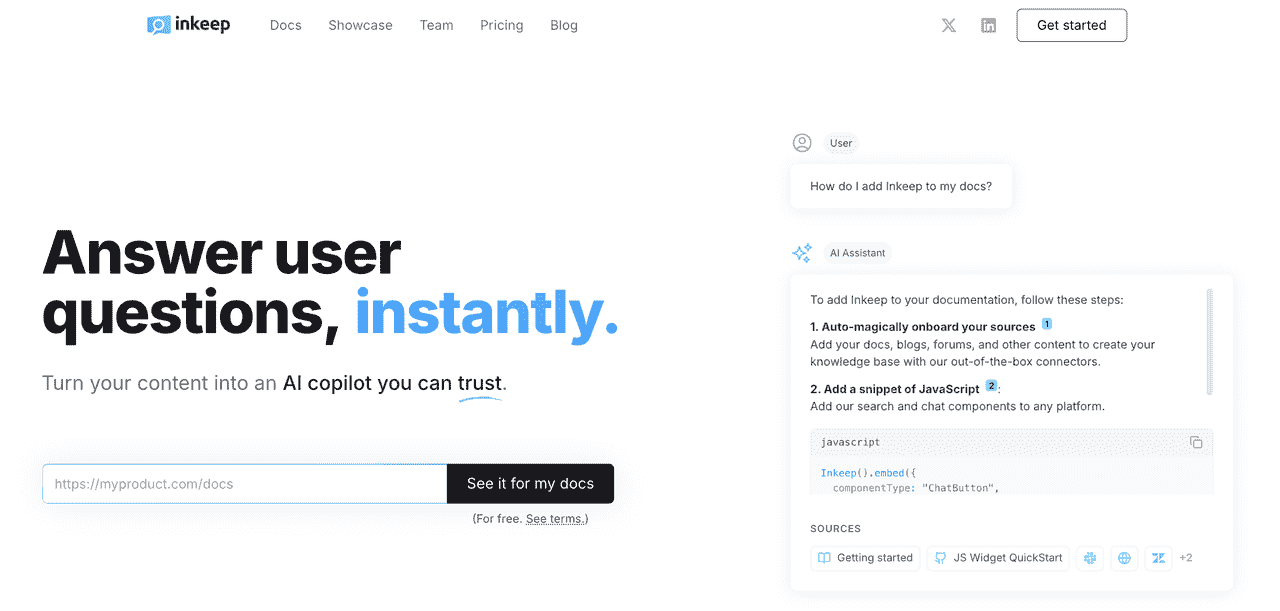 inkeep
Docs Showcase Team Pricing Blog
Get started
Answer user
questions, instantly.
Turn your content into an AI copilot you can trust.
https://myproduct.com/docs
See it for my docs
(For free. See terms.)
User
How do I add Inkeep to my docs?
AI Assistant
To add Inkeep to your documentation, follow these steps:
1. Auto-magically onboard your sources 1
Add your docs, blogs, forums, and other content to create your
knowledge base with our out-of-the-box connectors.
2. Add a snippet of JavaScript 2:
Add our search and chat components to any platform.
javascript
Inkeep().embed({
componentType: "ChatButton",
SOURCES
Getting started JS Widget QuickStart +2